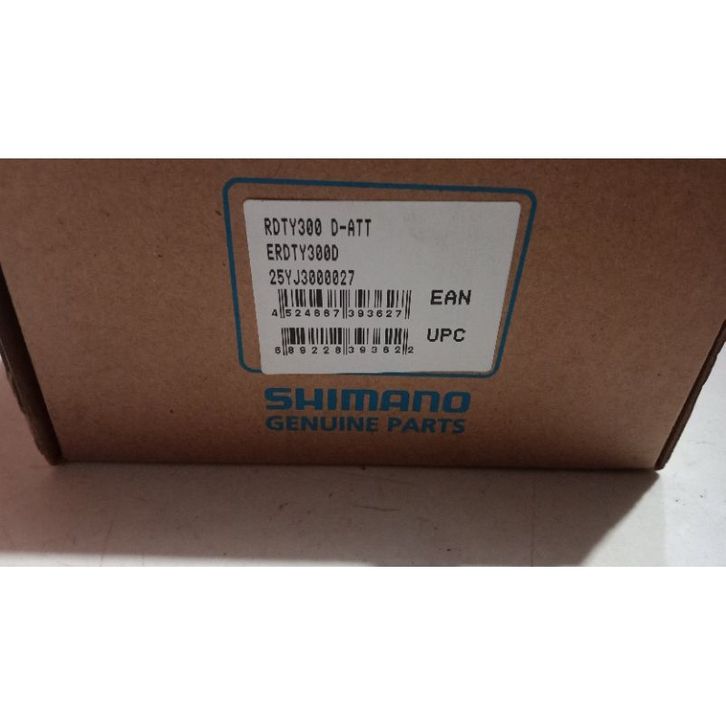 RDTY300 D-ATT
ERDTY300D
25YJ3000027
4 524667 393627 EAN
6 89228 39362 2 UPC
SHIMANO
GENUINE PARTS